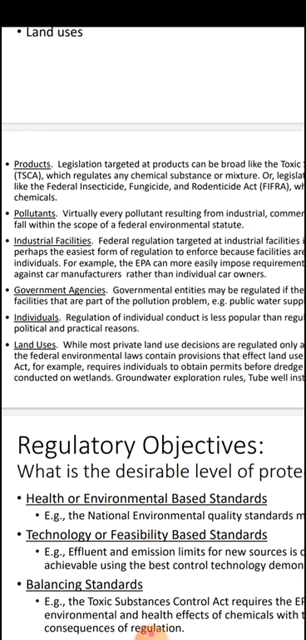 • Land uses
• Products. Legislation targeted at products can be broad like the Toxic
(TSCA), which regulates any chemical substance or mixture. Or, legislat
like the Federal Insecticide, Fungicide, and Rodenticide Act (FIFRA), wh
chemicals.
• Pollutants. Virtually every pollutant resulting from industrial, commer
fall within the scope of a federal environmental statute.
• Industrial Facilities. Federal regulation targeted at industrial facilities i
perhaps the easiest form of regulation to enforce because facilities are
individuals. For example, the EPA can more easily impose requirement
against car manufacturers rather than individual car owners.
• Government Agencies. Governmental entities may be regulated if the
facilities that are part of the pollution problem, e.g. public water supp
• Individuals. Regulation of individual conduct is less popular than regul
political and practical reasons.
• Land Uses. While most private land use decisions are regulated only a
the federal environmental laws contain provisions that effect land use
Act, for example, requires individuals to obtain permits before dredge
conducted on wetlands. Groundwater exploration rules, Tube well inst
Regulatory Objectives:
What is the desirable level of prote
• Health or Environmental Based Standards
• E.g., the National Environmental quality standards m
• Technology or Feasibility Based Standards
• E.g., Effluent and emission limits for new sources is d
achievable using the best control technology demon
• Balancing Standards
• E.g., the Toxic Substances Control Act requires the EP
environmental and health effects of chemicals with t
consequences of regulation.